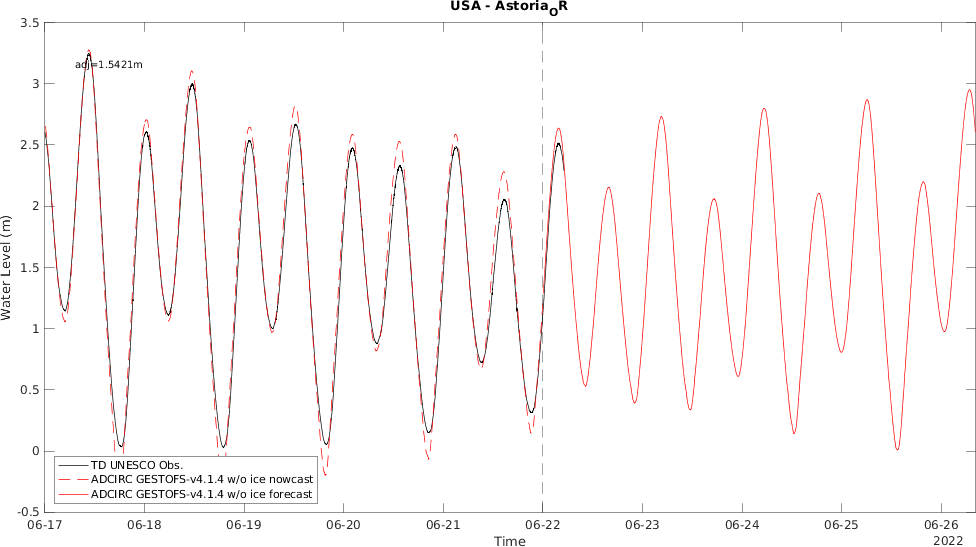 USA - Astoria_OR
3.5
adj=1.5421m
3
2.5
2
1.5
1
0.5
0
-0.5
Water Level (m)
TD UNESCO Obs.
ADCIRC GESTOFS-v4.1.4 w/o ice nowcast
ADCIRC GESTOFS-v4.1.4 w/o ice forecast
06-17 06-18 06-19 06-20 06-21 06-22 06-23 06-24 06-25 06-26
Time 2022